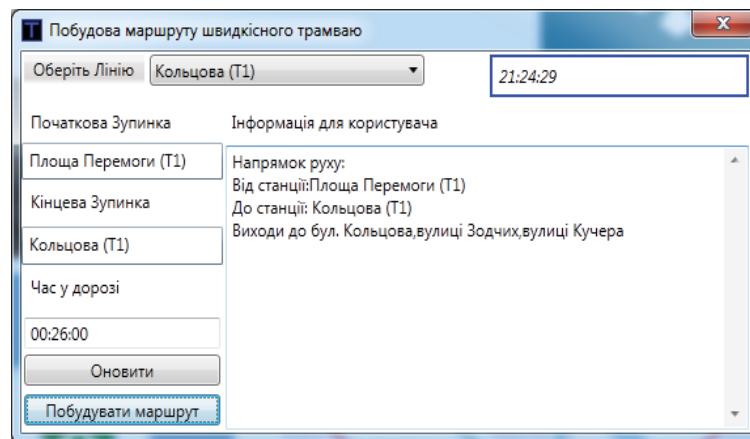 T Побудова маршруту швидкісного трамваю
Оберіть Лінію Кольцова (Т1) 21:24:29
Початкова Зупинка Інформація для користувача
Площа Перемоги (Т1)
Напрямок руху:
Від станції:Площа Перемоги (Т1)
До станції: Кольцова (Т1)
Виходи до бул. Кольцова,вулиці Зодчих,вулиці Кучера
Кінцева Зупинка
Кольцова (Т1)
Час у дорозі
00:26:00
Оновити
Побудувати маршрут